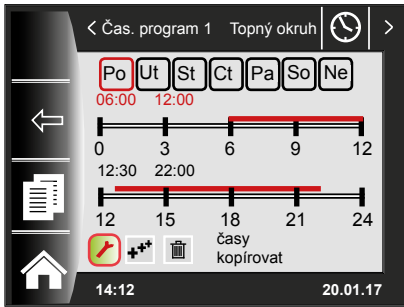 Čas. program 1 Topný okruh
Po Ut St Ct Pa So Ne
06:00 12:00
0 3 6 9 12
12:30 22:00
12 15 18 21 24
časy
kopírovat
14:12 20.01.17